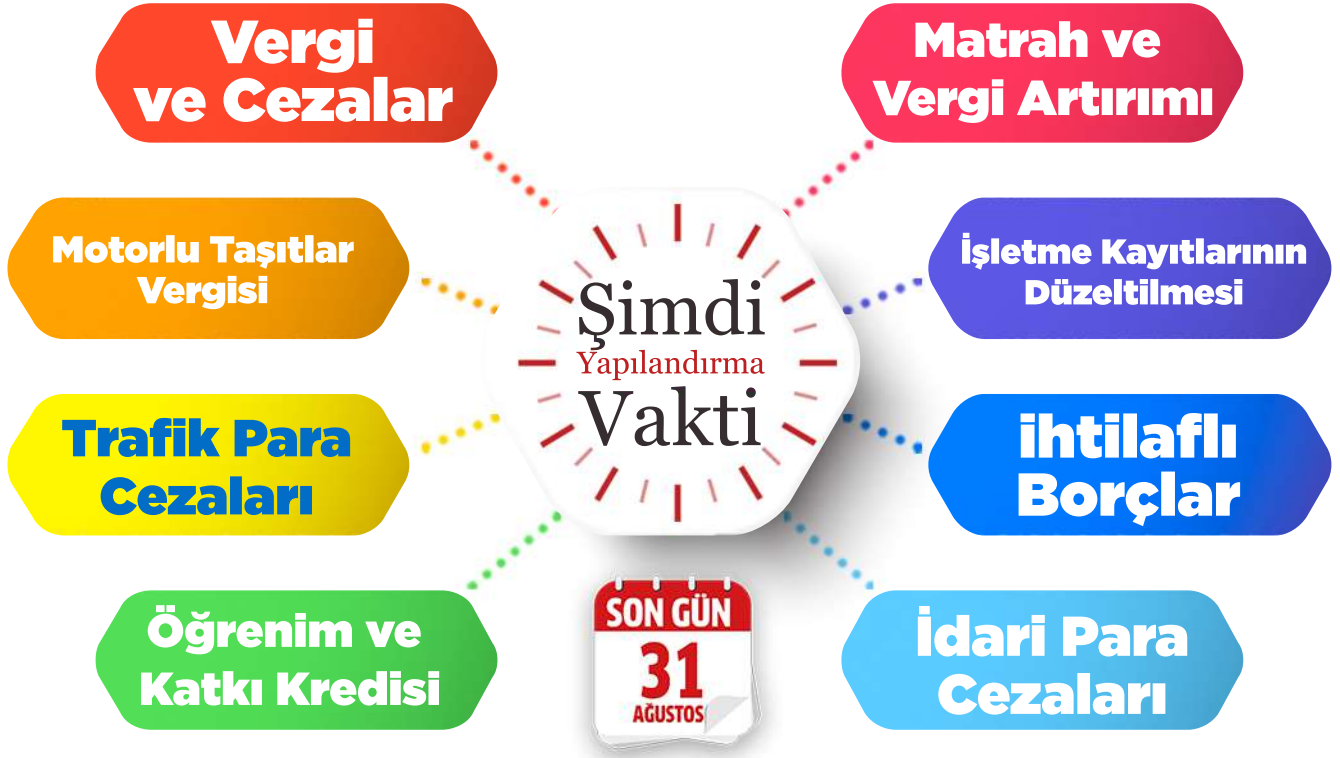 Vergi
ve Cezalar
Matrah ve
Vergi Artırımı
Motorlu Taşıtlar
Vergisi
İşletme Kayıtlarının
Düzeltilmesi
Şimdi
Yapılandırma
Vakti
Trafik Para
Cezaları
ihtilaflı
Borçlar
Öğrenim ve
Katkı Kredisi
SON GÜN
31
AĞUSTOS
İdari Para
Cezaları